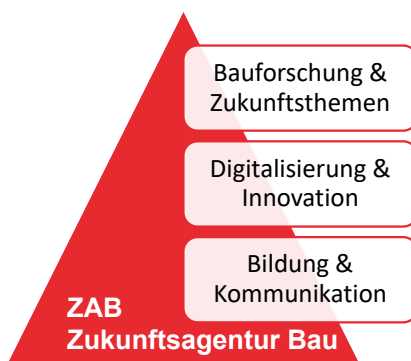 Bauforschung &
Zukunftsthemen
Digitalisierung &
Innovation
Bildung &
Kommunikation
ZAB
Zukunftsagentur Bau